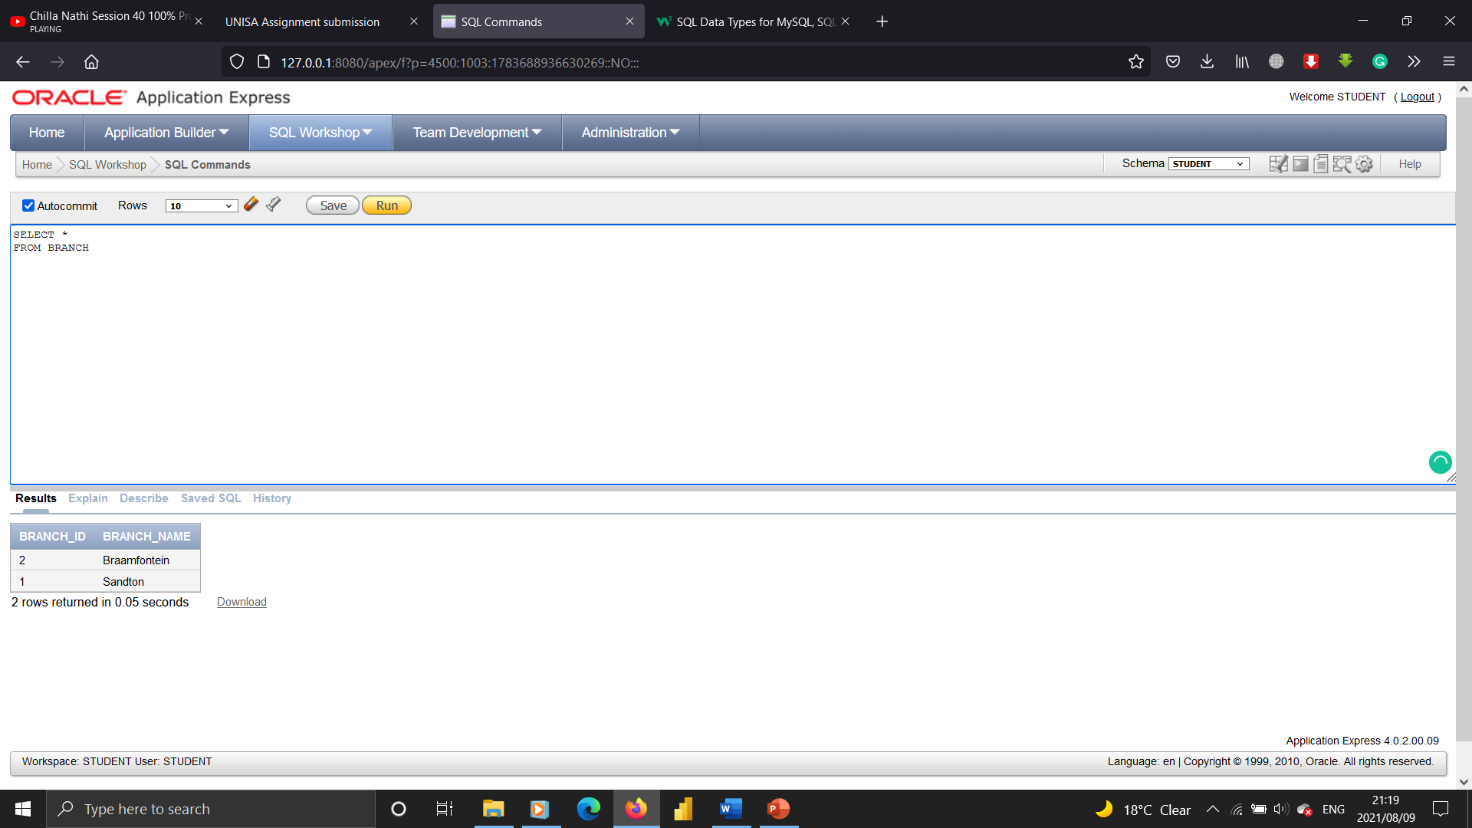 Chilla Nathi Session 40 100% Pr
PLAYING
UNISA Assignment submission
SQL Commands
SQL Data Types for MySQL, SQL
127.0.0.1:8080/apex/f?p=4500:1003:1783688936630269::NO:::
ORACLE Application Express
Welcome STUDENT ( Logout )
Home
Application Builder
SQL Workshop
Team Development
Administration
Home SQL Workshop SQL Commands
Schema STUDENT
Help
Autocommit Rows 10 Save Run
SELECT *
FROM BRANCH
Results Explain Describe Saved SQL History
BRANCH_ID BRANCH_NAME
2 Braamfontein
1 Sandton
2 rows returned in 0.05 seconds Download
Application Express 4.0.2.00.09
Workspace: STUDENT User: STUDENT
Language: en | Copyright © 1999, 2010, Oracle. All rights reserved.
Type here to search
18°C Clear
ENG
21:19
2021/08/09